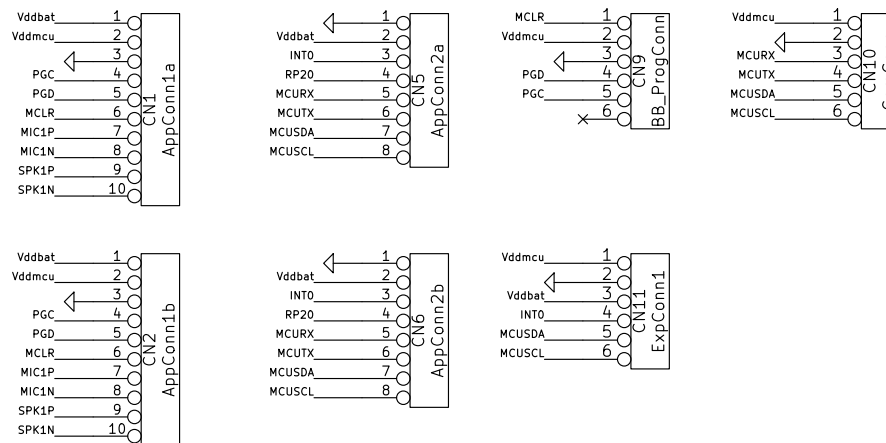 Vddbat 1
Vddmcu 2
3
PGC 4
PGD 5
MCLR 6
MIC1P 7
MIC1N 8
SPK1P 9
SPK1N 10
CN1
AppConn1a
1
Vddbat 2
INT0 3
RP20 4
MCURX 5
MCUTX 6
MCUSDA 7
MCUSCL 8
CN5
AppConn2a
MCLR 1
Vddmcu 2
3
PGD 4
PGC 5
6
CN9
BB_ProgConn
Vddmcu 1
2
MCURX 3
MCUTX 4
MCUSDA 5
MCUSCL 6
CN10
Vddbat 1
Vddmcu 2
3
PGC 4
PGD 5
MCLR 6
MIC1P 7
MIC1N 8
SPK1P 9
SPK1N 10
CN2
AppConn1b
1
Vddbat 2
INT0 3
RP20 4
MCURX 5
MCUTX 6
MCUSDA 7
MCUSCL 8
CN6
AppConn2b
Vddmcu 1
2
Vddbat 3
INT0 4
MCUSDA 5
MCUSCL 6
CN11
ExpConn1